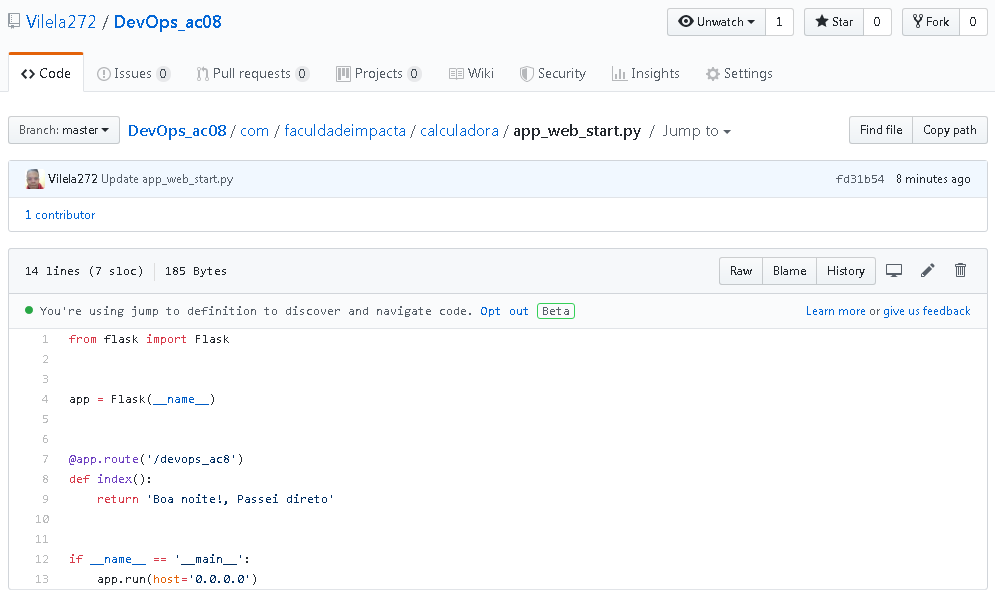 Vilela272 / DevOps_ac08
Unwatch 1 Star 0 Fork 0
Code Issues 0 Pull requests 0 Projects 0 Wiki Security Insights Settings
Branch: master DevOps_ac08 / com / faculdadeimpacta / calculadora / app_web_start.py / Jump to Find file Copy path
Vilela272 Update app_web_start.py fd31b54 8 minutes ago
1 contributor
14 lines (7 sloc) 185 Bytes Raw Blame History
You're using jump to definition to discover and navigate code. Opt out Beta Learn more or give us feedback
1 from flask import Flask
2
3
4 app = Flask(__name__)
5
6
7 @app.route('/devops_ac8')
8 def index():
9     return 'Boa noite!, Passei direto'
10
11
12 if __name__ == '__main__':
13     app.run(host='0.0.0.0')